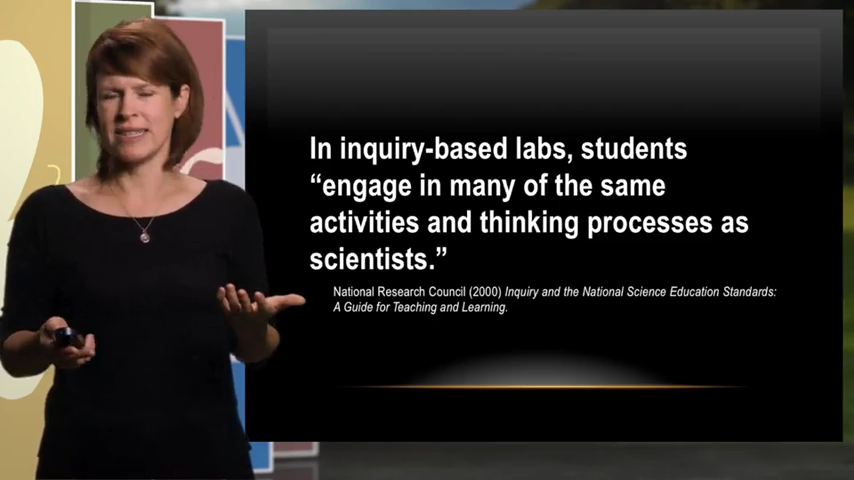 In inquiry-based labs, students
“engage in many of the same
activities and thinking processes as
scientists.”
National Research Council (2000) Inquiry and the National Science Education Standards:
A Guide for Teaching and Learning.